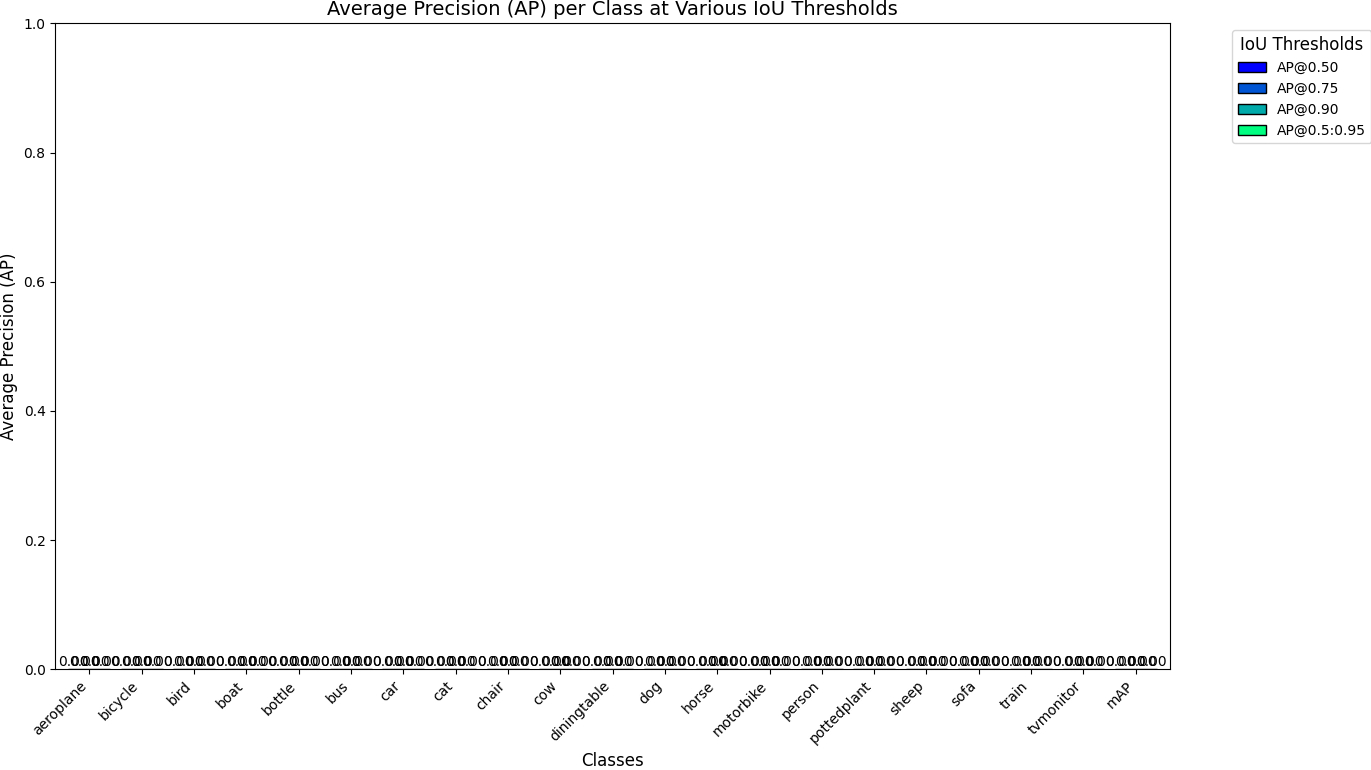 Average Precision (AP) per Class at Various IoU Thresholds
IoU Thresholds
AP@0.50
AP@0.75
AP@0.90
AP@0.5:0.95
Average Precision (AP)
1.0
0.8
0.6
0.4
0.2
0.0
aeroplane
bicycle
bird
boat
bottle
bus
car
cat
chair
cow
diningtable
dog
horse
motorbike
person
pottedplant
sheep
sofa
train
tvmonitor
mAP
Classes